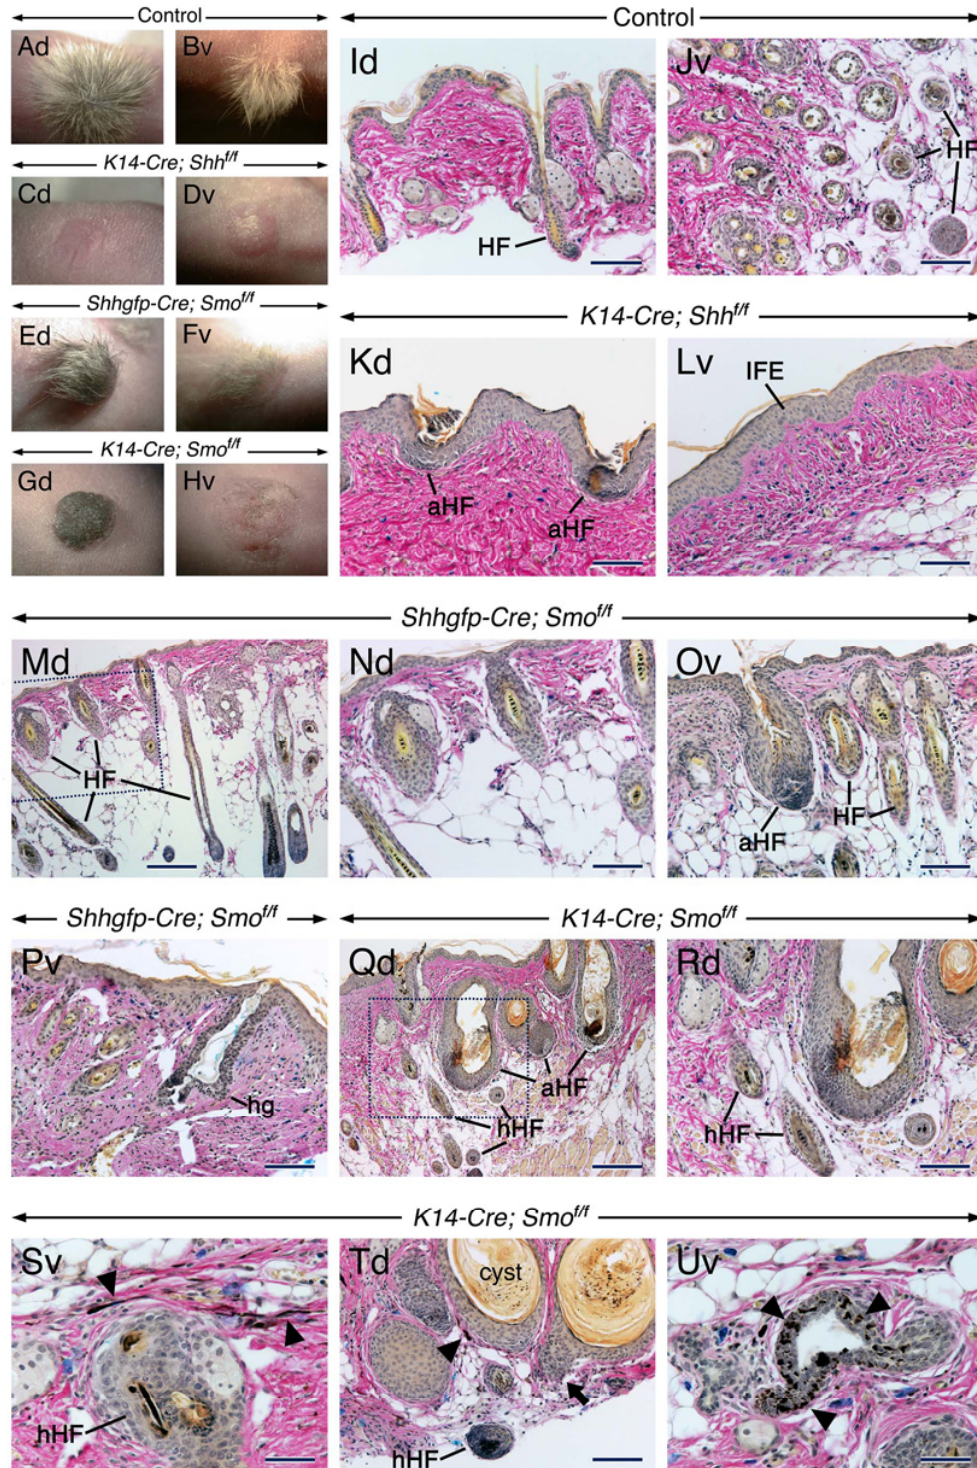 Control
Control
Ad
Bv
Id
Jv
HF
HF
K14-Cre; Shh^f/f
Cd
Dv
Shhgfp-Cre; Smo^f/f
K14-Cre; Shh^f/f
Ed
Fv
Kd
Lv
aHF
aHF
IFE
K14-Cre; Smo^f/f
Gd
Hv
Shhgfp-Cre; Smo^f/f
Md
Nd
Ov
HF
aHF
HF
Shhgfp-Cre; Smo^f/f
K14-Cre; Smo^f/f
Pv
Qd
Rd
hg
aHF
hHF
hHF
K14-Cre; Smo^f/f
Sv
Td
Uv
cyst
hHF
hHF